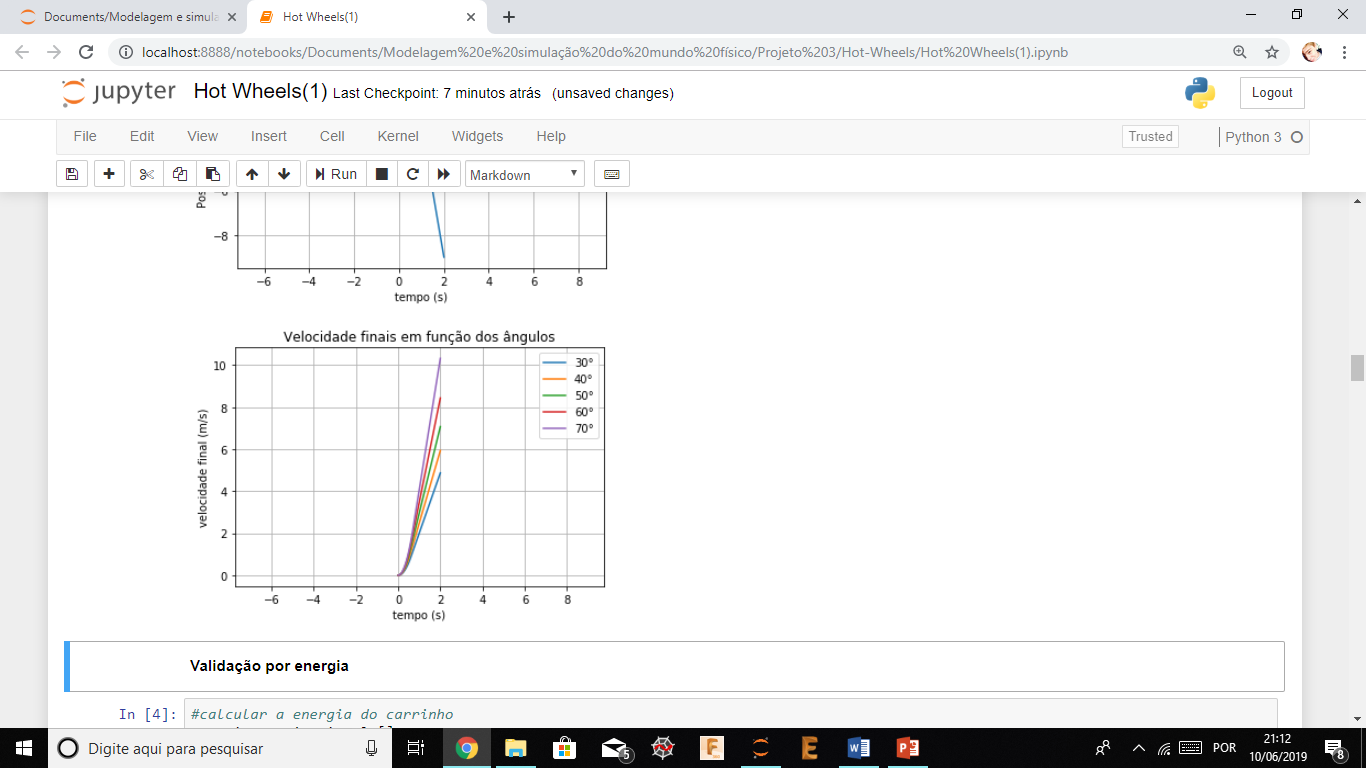 Documents/Modelagem e simula
Hot Wheels(1)
localhost:8888/notebooks/Documents/Modelagem%20e%20simulação%20do%20mundo%20físico/Projeto%203/Hot-Wheels/Hot%20Wheels(1).ipynb
jupyter Hot Wheels(1) Last Checkpoint: 7 minutos atrás (unsaved changes)
Logout
File Edit View Insert Cell Kernel Widgets Help
Trusted Python 3
Run Markdown
Pos
−8
−6 −4 −2 0 2 4 6 8
tempo (s)
Velocidade finais em função dos ângulos
velocidade final (m/s)
10
8
6
4
2
0
30°
40°
50°
60°
70°
−6 −4 −2 0 2 4 6 8
tempo (s)
Validação por energia
In [4]: #calcular a energia do carrinho
Digite aqui para pesquisar
5
POR
21:12
10/06/2019
8